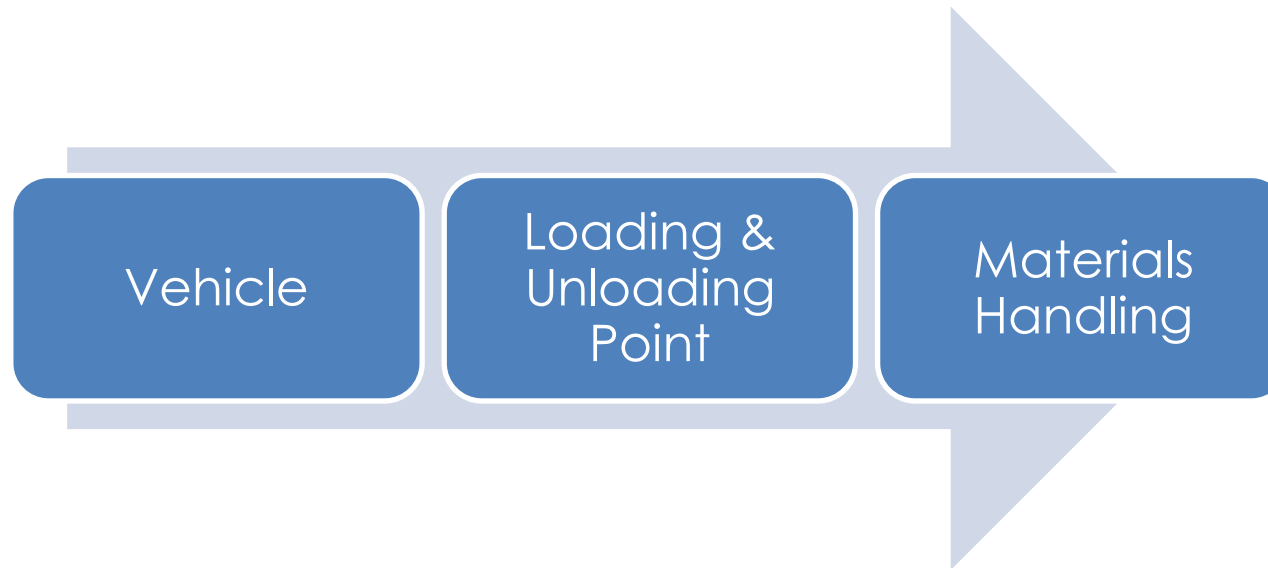 Vehicle
Loading &
Unloading
Point
Materials
Handling